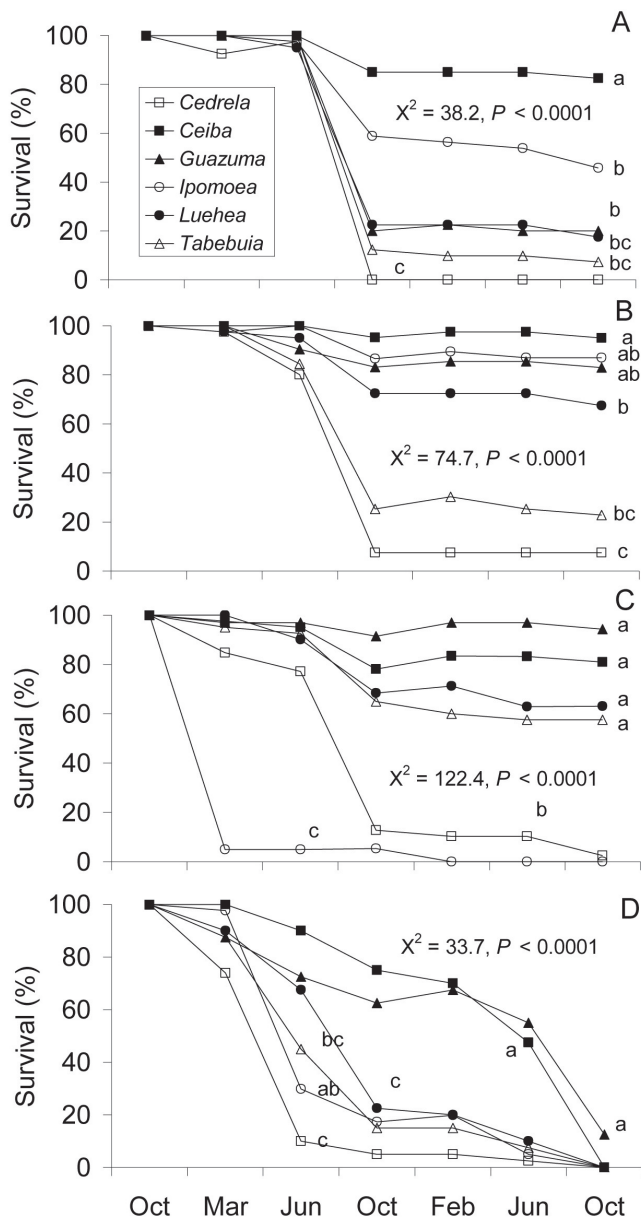 A
100
80
60
40
20
0
Survival (%)
Cedrela
Ceiba
Guazuma
Ipomoea
Luehea
Tabebuia
X² = 38.2, P < 0.0001
a
b
b
bc
bc
c
B
100
80
60
40
20
0
Survival (%)
a
ab
ab
b
X² = 74.7, P < 0.0001
bc
c
C
100
80
60
40
20
0
Survival (%)
a
a
a
a
X² = 122.4, P < 0.0001
b
c
D
100
80
60
40
20
0
Survival (%)
X² = 33.7, P < 0.0001
bc
a
ab
c
c
a
Oct Mar Jun Oct Feb Jun Oct